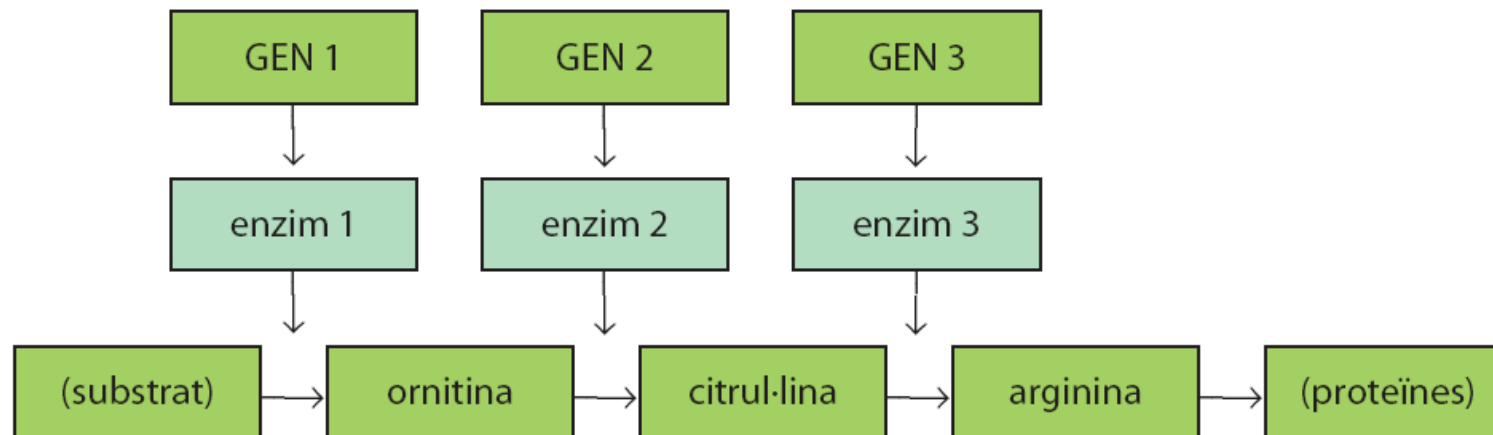 GEN 1 GEN 2 GEN 3
enzim 1 enzim 2 enzim 3
(substrat) ornitina citrul·lina arginina (proteïnes)